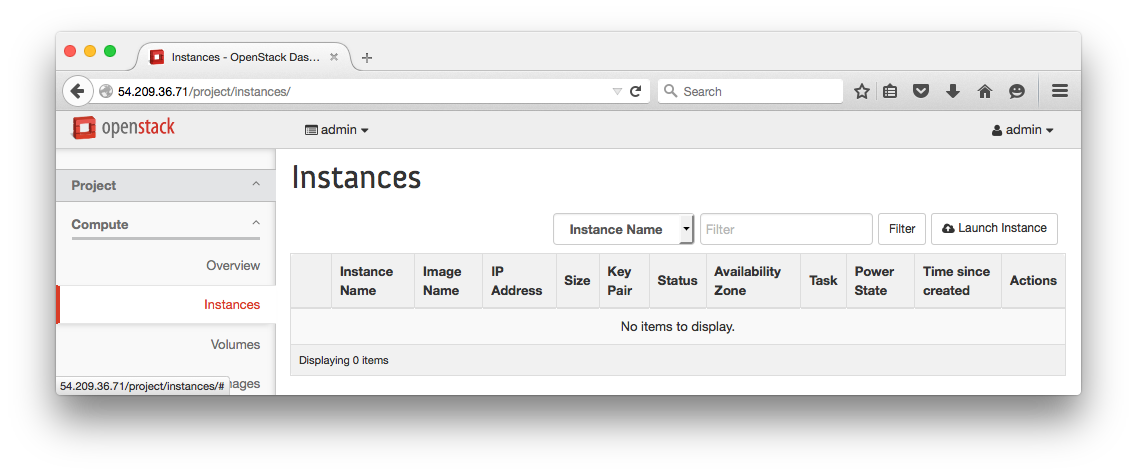 Instances - OpenStack Das...
54.209.36.71/project/instances/
Search
openstack
admin
admin
Project
Compute
Overview
Instances
Volumes
54.209.36.71/project/instances/#
Instances
Instance Name
Filter
Filter
Launch Instance
Instance Name
Image Name
IP Address
Size
Key Pair
Status
Availability Zone
Task
Power State
Time since created
Actions
No items to display.
Displaying 0 items